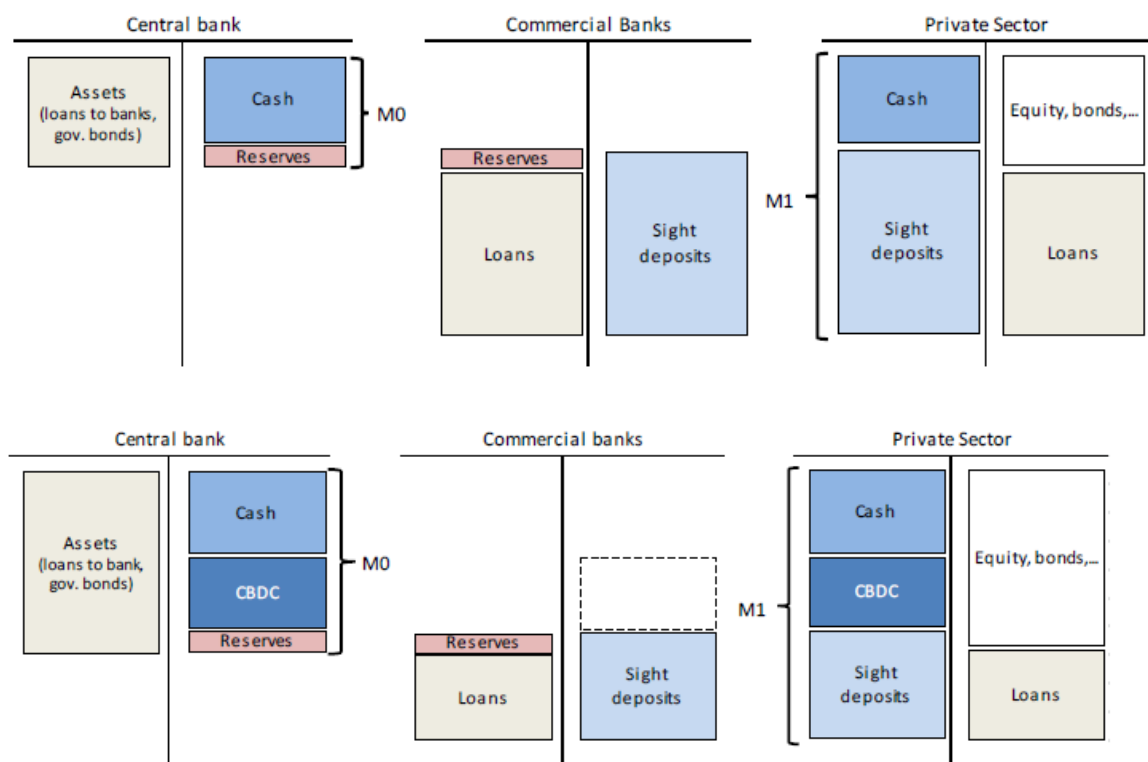 Central bank
Commercial Banks
Private Sector
Assets
(loans to banks,
gov. bonds)
Cash
Reserves
M0
Reserves
Loans
Sight
deposits
M1
Cash
Sight
deposits
Equity, bonds,...
Loans
Central bank
Commercial banks
Private Sector
Assets
(loans to bank,
gov. bonds)
Cash
CBDC
Reserves
M0
Reserves
Loans
Sight
deposits
M1
Cash
CBDC
Sight
deposits
Equity, bonds,...
Loans